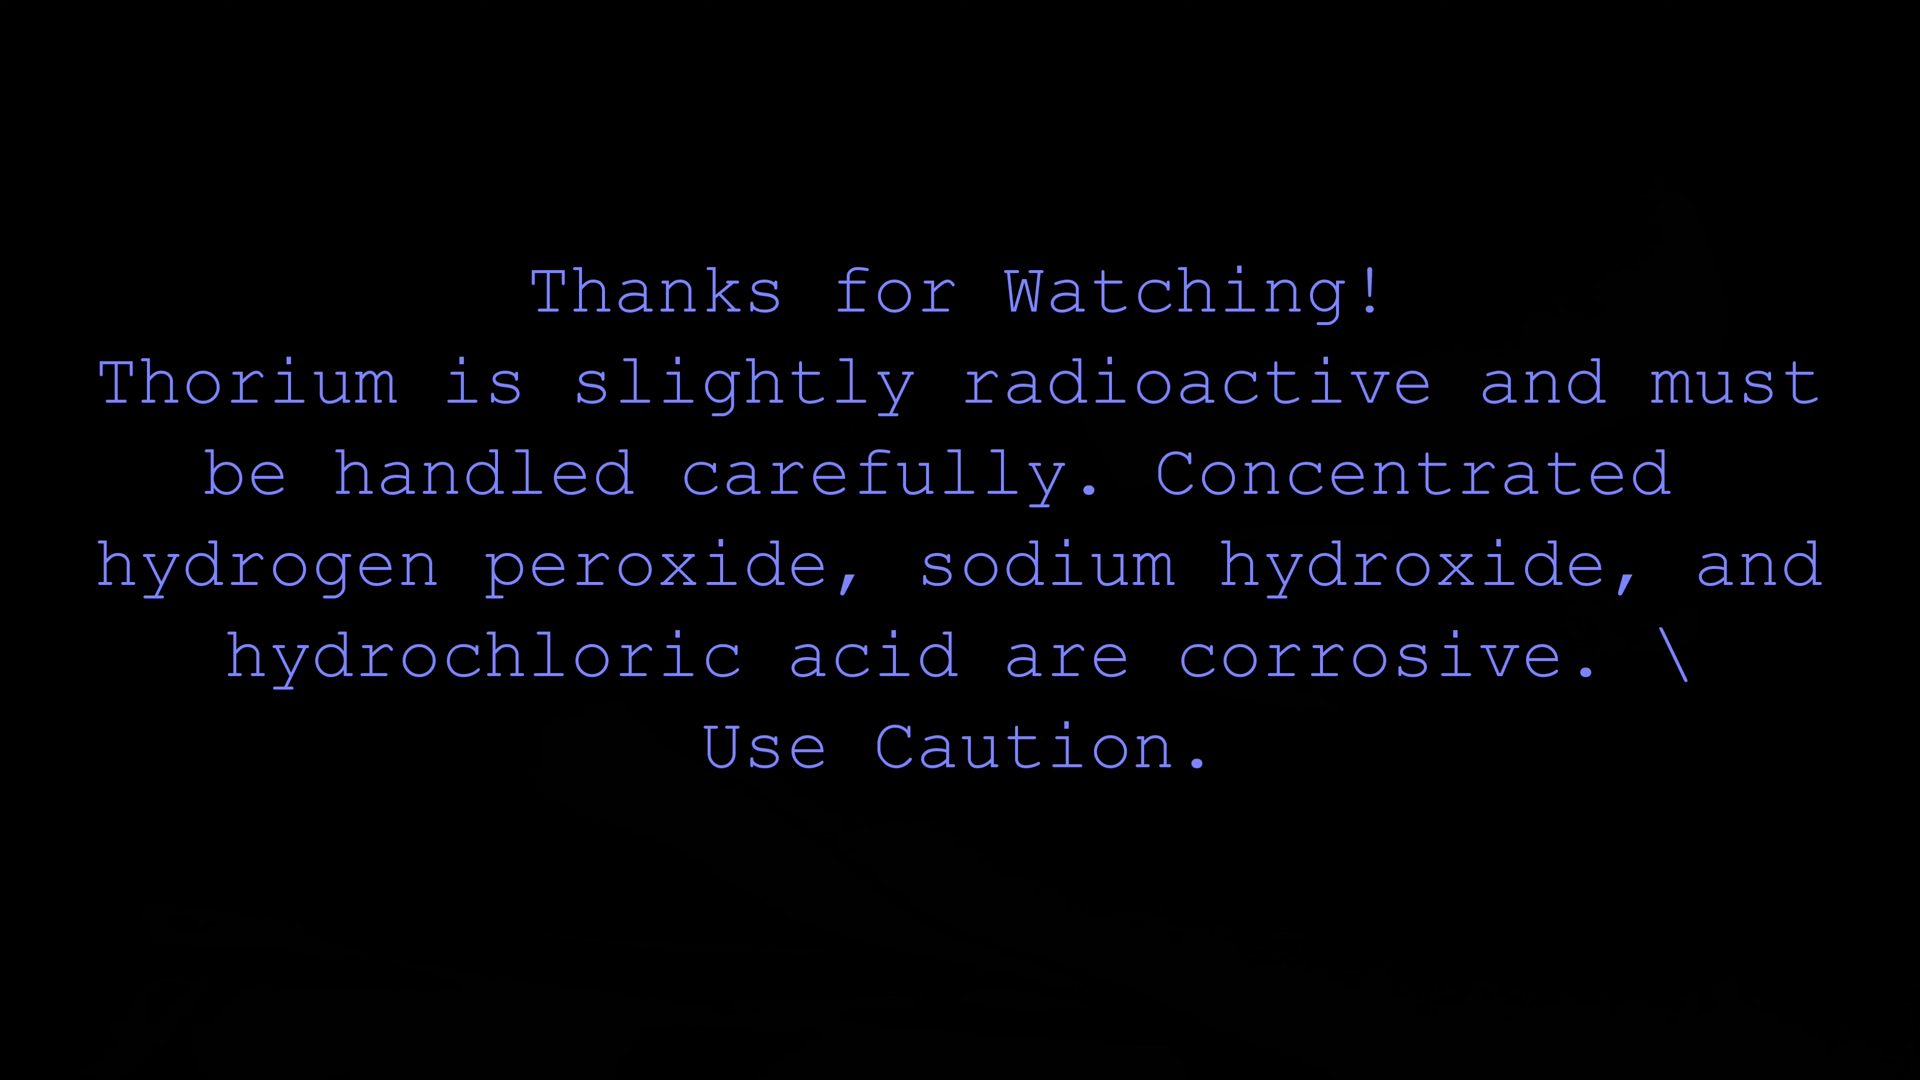 Thanks for Watching!
Thorium is slightly radioactive and must
be handled carefully. Concentrated
hydrogen peroxide, sodium hydroxide, and
hydrochloric acid are corrosive. \
Use Caution.